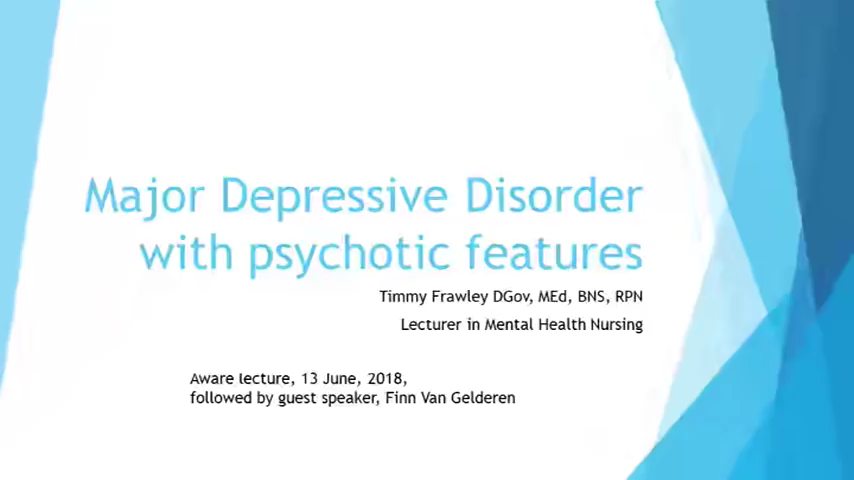 Major Depressive Disorder
with psychotic features
Timmy Frawley DGov, MEd, BNS, RPN
Lecturer in Mental Health Nursing
Aware lecture, 13 June, 2018,
followed by guest speaker, Finn Van Gelderen